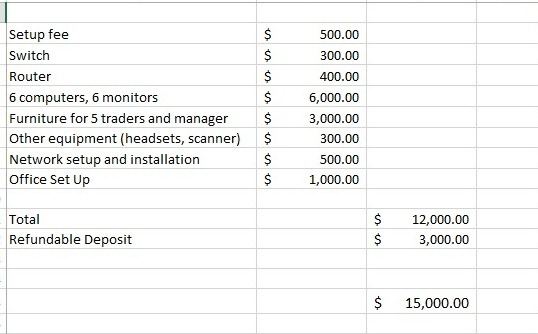 Setup fee $ 500.00
Switch $ 300.00
Router $ 400.00
6 computers, 6 monitors $ 6,000.00
Furniture for 5 traders and manager $ 3,000.00
Other equipment (headsets, scanner) $ 300.00
Network setup and installation $ 500.00
Office Set Up $ 1,000.00
Total $ 12,000.00
Refundable Deposit $ 3,000.00
$ 15,000.00